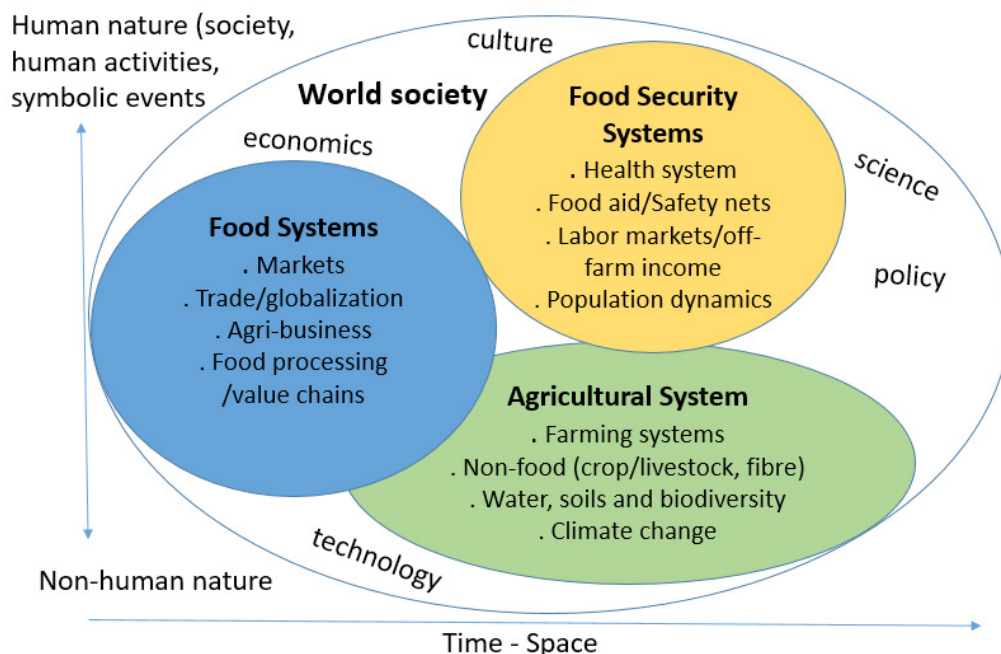 Human nature (society,
human activities,
symbolic events
culture
World society
economics
science
policy
Food Security
Systems
. Health system
. Food aid/Safety nets
. Labor markets/off-
farm income
. Population dynamics
Food Systems
. Markets
. Trade/globalization
. Agri-business
. Food processing
/value chains
Agricultural System
. Farming systems
. Non-food (crop/livestock, fibre)
. Water, soils and biodiversity
. Climate change
technology
Non-human nature
Time - Space